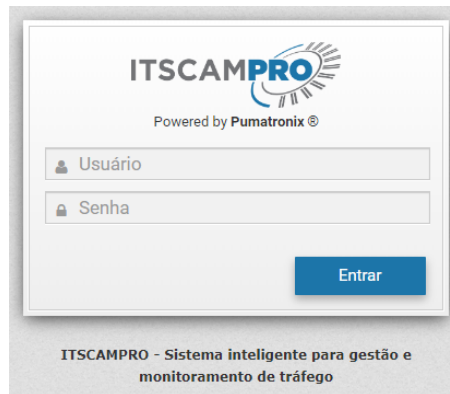 ITSCAMPRO
Powered by Pumatronix ®
Usuário
Senha
Entrar
ITSCAMPRO - Sistema inteligente para gestão e
monitoramento de tráfego